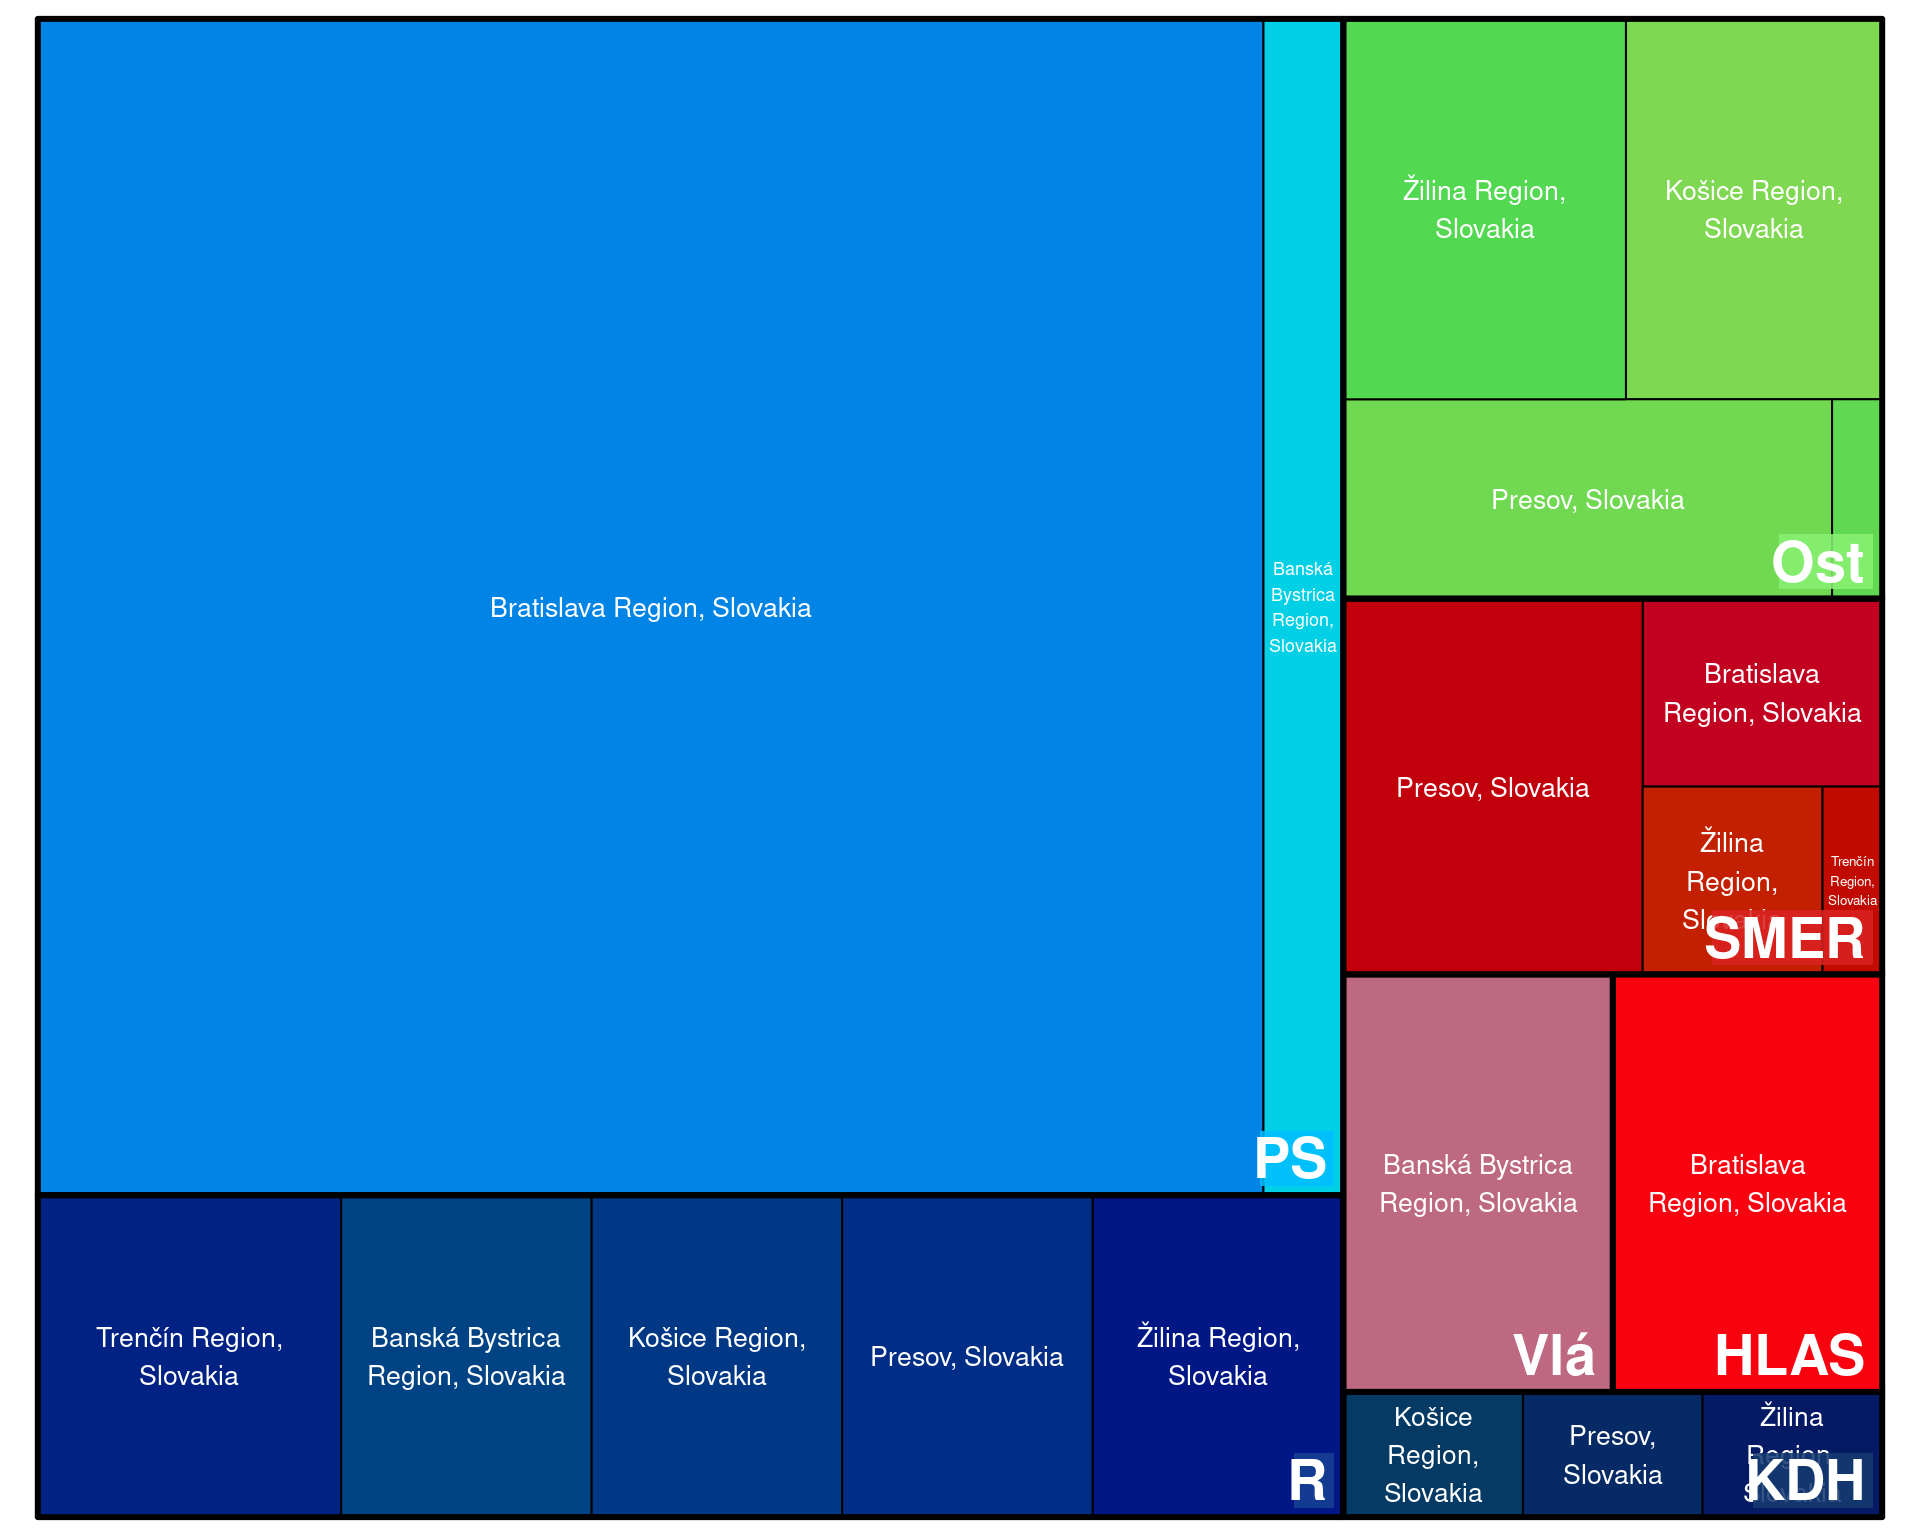 Bratislava Region, Slovakia
Banská
Bystrica
Region,
Slovakia
PS
Trenčín Region,
Slovakia
Banská Bystrica
Region, Slovakia
Košice Region,
Slovakia
Presov, Slovakia
Žilina Region,
Slovakia
R
Žilina Region,
Slovakia
Košice Region,
Slovakia
Presov, Slovakia
Ost
Presov, Slovakia
Bratislava
Region, Slovakia
Žilina
Region,
Slovakia
Trenčín
Region,
Slovakia
SMER
Banská Bystrica
Region, Slovakia
Vlá
Bratislava
Region, Slovakia
HLAS
Košice
Region,
Slovakia
Presov,
Slovakia
Žilina
Region,
Slovakia
KDH